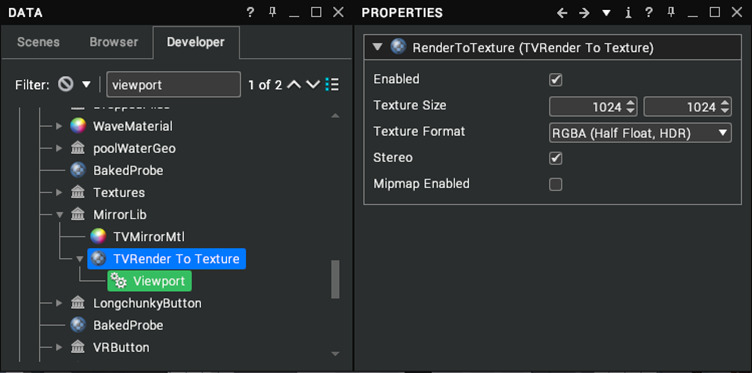 DATA
Scenes Browser Developer
Filter: viewport 1 of 2
WaveMaterial
poolWaterGeo
BakedProbe
Textures
MirrorLib
TVMirrorMtl
TVRender To Texture
Viewport
LongchunkyButton
BakedProbe
VRButton
PROPERTIES
RenderToTexture (TVRender To Texture)
Enabled
Texture Size 1024 1024
Texture Format RGBA (Half Float, HDR)
Stereo
Mipmap Enabled